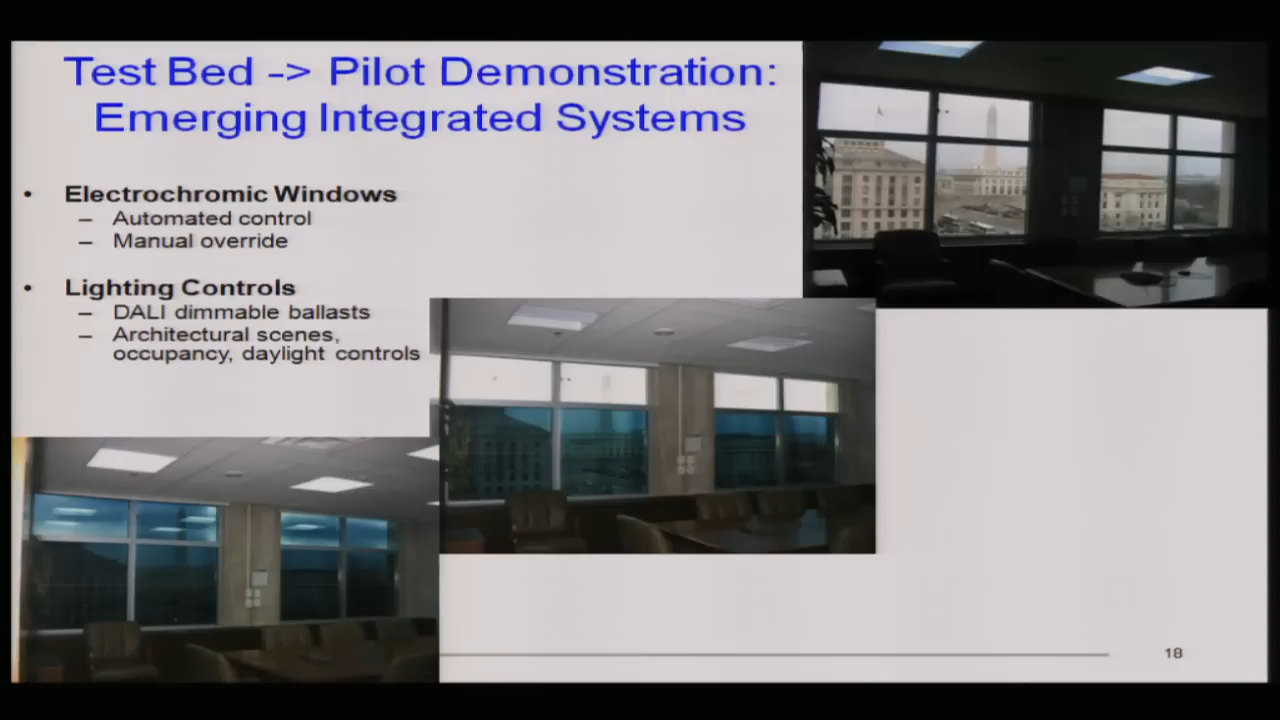 Test Bed -> Pilot Demonstration:
Emerging Integrated Systems
• Electrochromic Windows
– Automated control
– Manual override
• Lighting Controls
– DALI dimmable ballasts
– Architectural scenes,
occupancy, daylight controls
18